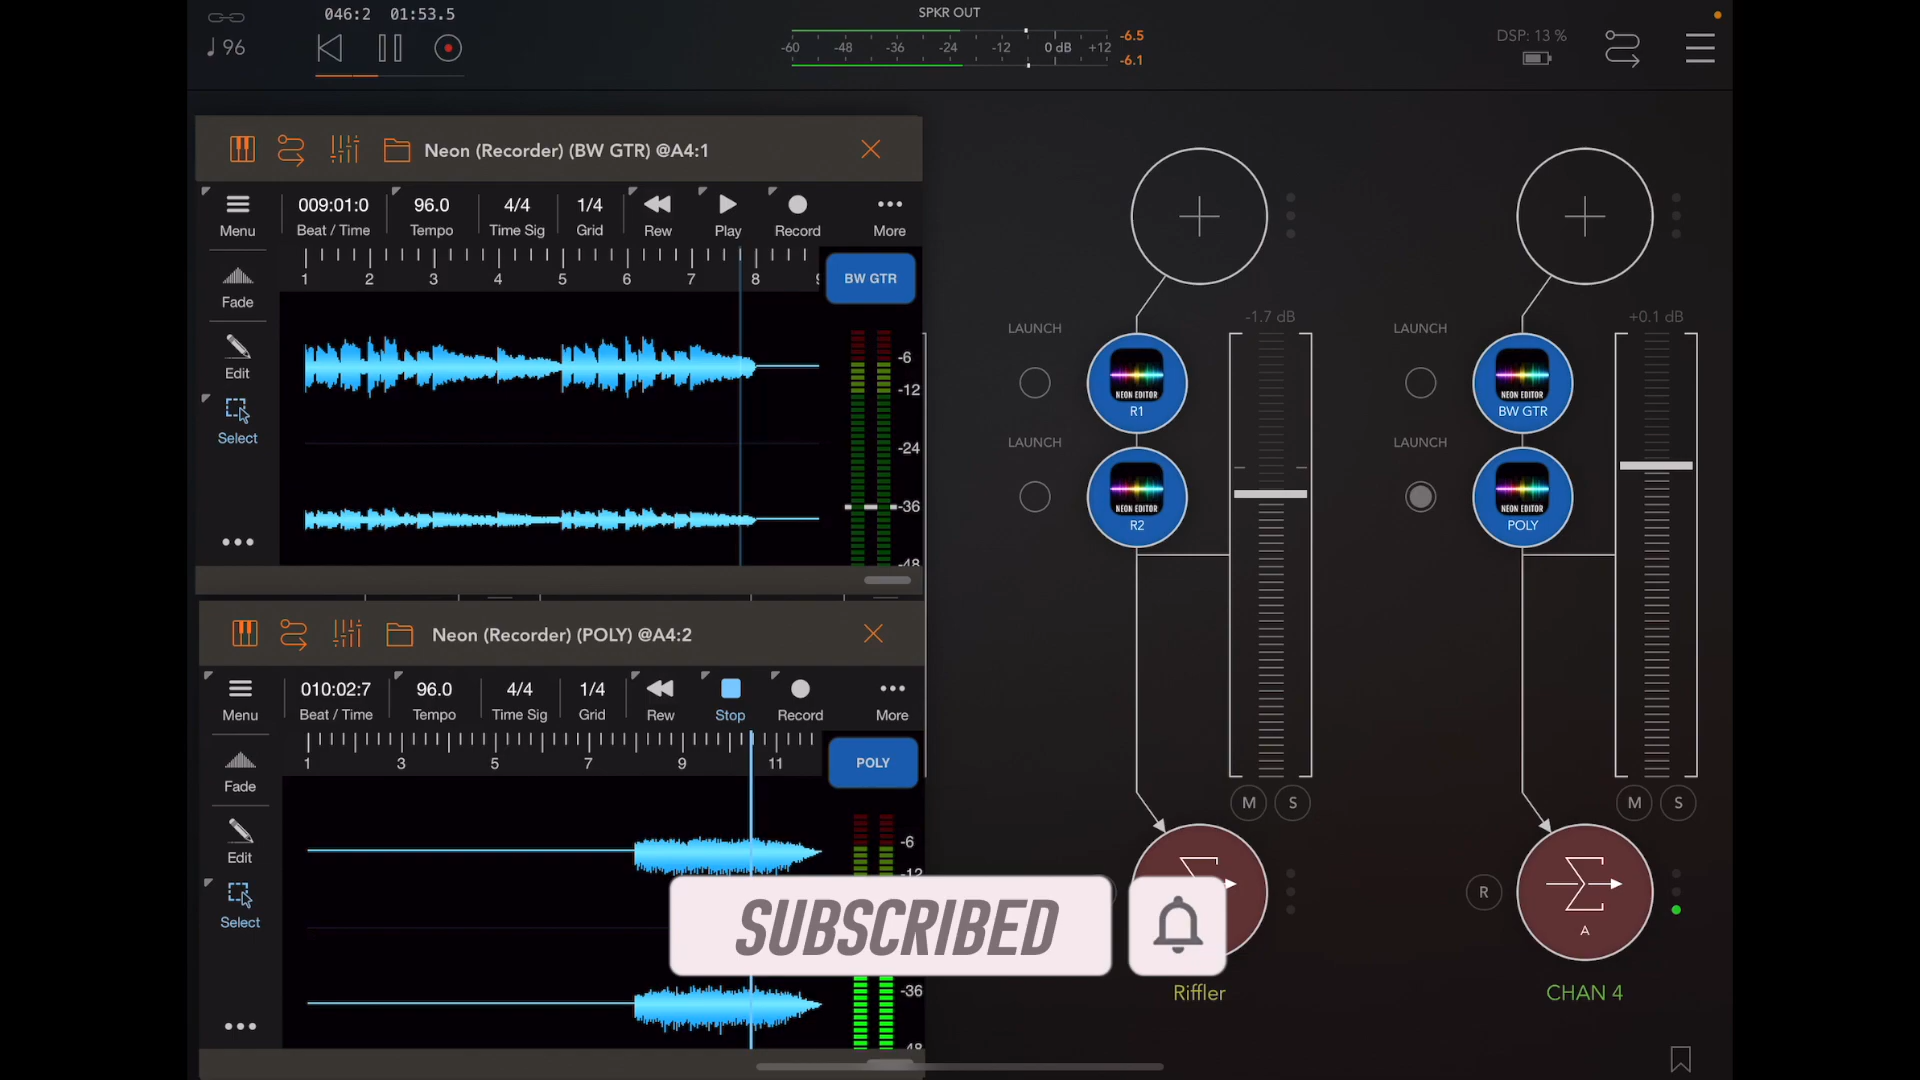 046:2 01:53.5
96
SPKR OUT
-60 -48 -36 -24 -12 0 dB +12
-6.5
-6.1
DSP: 13 %
Neon (Recorder) (BW GTR) @A4:1
009:01:0 96.0 4/4 1/4
Menu Beat / Time Tempo Time Sig Grid Rew Play Record More
1 2 3 4 5 6 7 8
BW GTR
Fade
Edit
Select
-6
-12
-24
-36
-48
Neon (Recorder) (POLY) @A4:2
010:02:7 96.0 4/4 1/4
Menu Beat / Time Tempo Time Sig Grid Rew Stop Record More
1 3 5 7 9 11
POLY
Fade
Edit
Select
-6
-12
-36
-48
SUBSCRIBED
LAUNCH
NEON EDITOR
R1
LAUNCH
NEON EDITOR
R2
-1.7 dB
M S
Riffler
LAUNCH
NEON EDITOR
BW GTR
LAUNCH
NEON EDITOR
POLY
+0.1 dB
M S
R
A
CHAN 4